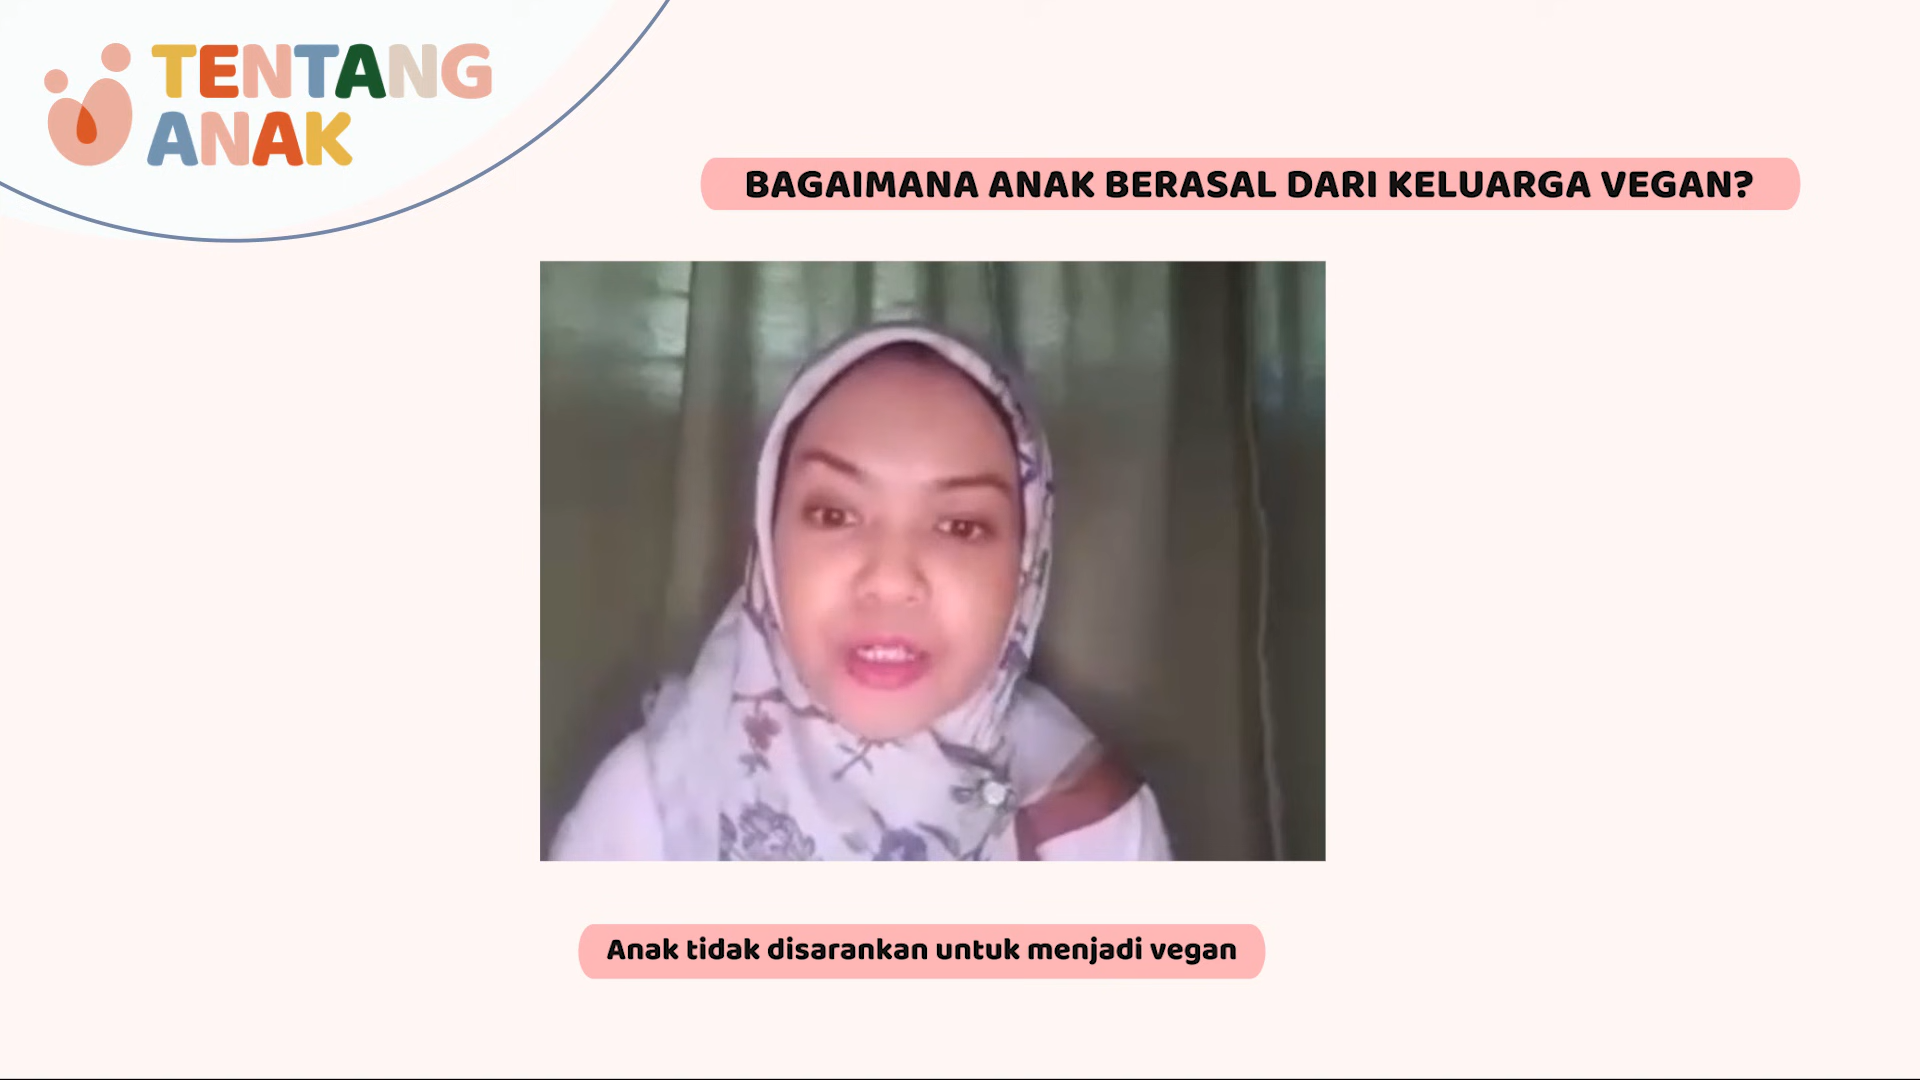 TENTANG
ANAK
BAGAIMANA ANAK BERASAL DARI KELUARGA VEGAN?
Anak tidak disarankan untuk menjadi vegan